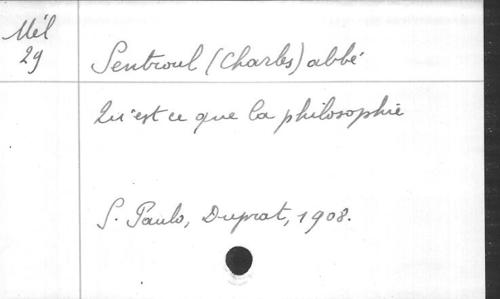 Mél
29
Sentroul (Charles) abbé
Qu'est ce que la philosophie
S. Paulo, Duprat, 1908.